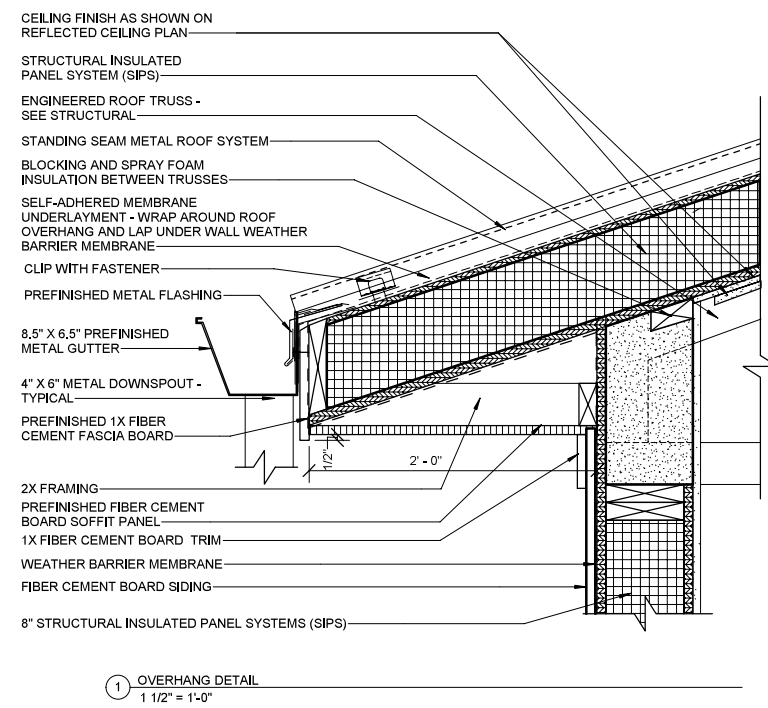 CEILING FINISH AS SHOWN ON
REFLECTED CEILING PLAN
STRUCTURAL INSULATED
PANEL SYSTEM (SIPS)
ENGINEERED ROOF TRUSS -
SEE STRUCTURAL
STANDING SEAM METAL ROOF SYSTEM
BLOCKING AND SPRAY FOAM
INSULATION BETWEEN TRUSSES
SELF-ADHERED MEMBRANE
UNDERLAYMENT - WRAP AROUND ROOF
OVERHANG AND LAP UNDER WALL WEATHER
BARRIER MEMBRANE
CLIP WITH FASTENER
PREFINISHED METAL FLASHING
8.5" X 6.5" PREFINISHED
METAL GUTTER
4" X 6" METAL DOWNSPOUT -
TYPICAL
PREFINISHED 1X FIBER
CEMENT FASCIA BOARD
1/2"
2' - 0"
2X FRAMING
PREFINISHED FIBER CEMENT
BOARD SOFFIT PANEL
1X FIBER CEMENT BOARD TRIM
WEATHER BARRIER MEMBRANE
FIBER CEMENT BOARD SIDING
8" STRUCTURAL INSULATED PANEL SYSTEMS (SIPS)
1 OVERHANG DETAIL
1 1/2" = 1'-0"